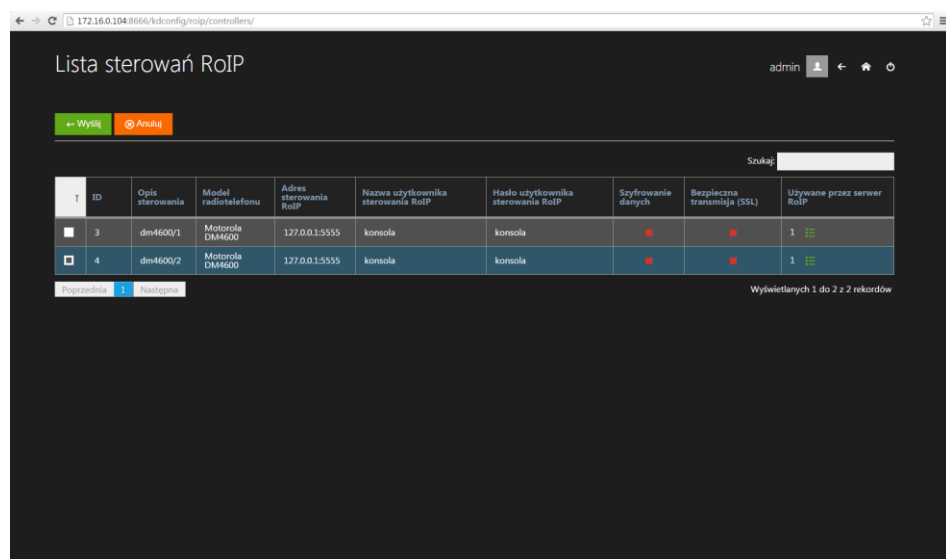 172.16.0.104:8666/kdconfig/roip/controllers/
Lista sterowań RoIP
admin
Wyślij Anuluj
Szukaj:
ID Opis sterowania Model radiotelefonu Adres sterowania RoIP Nazwa użytkownika sterowania RoIP Hasło użytkownika sterowania RoIP Szyfrowanie danych Bezpieczna transmisja (SSL) Używane przez serwer RoIP
3 dm4600/1 Motorola DM4600 127.0.0.1:5555 konsola konsola 1
4 dm4600/2 Motorola DM4600 127.0.0.1:5555 konsola konsola 1
Poprzednia 1 Następna
Wyświetlanych 1 do 2 z 2 rekordów